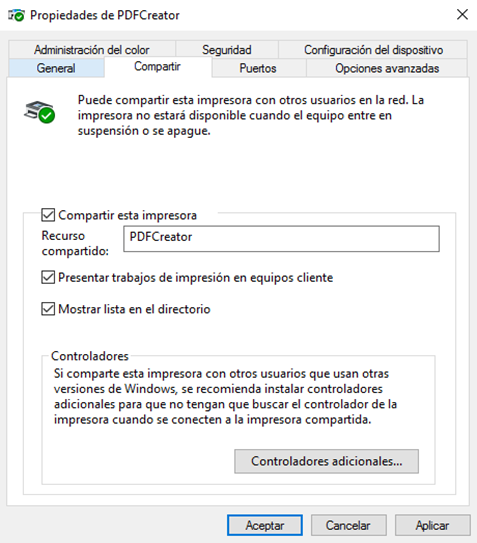 Propiedades de PDFCreator
Administración del color
Seguridad
Configuración del dispositivo
General
Compartir
Puertos
Opciones avanzadas
Puede compartir esta impresora con otros usuarios en la red. La
impresora no estará disponible cuando el equipo entre en
suspensión o se apague.
Compartir esta impresora
Recurso
compartido:
PDFCreator
Presentar trabajos de impresión en equipos cliente
Mostrar lista en el directorio
Controladores
Si comparte esta impresora con otros usuarios que usan otras
versiones de Windows, se recomienda instalar controladores
adicionales para que no tengan que buscar el controlador de la
impresora cuando se conecten a la impresora compartida.
Controladores adicionales...
Aceptar
Cancelar
Aplicar